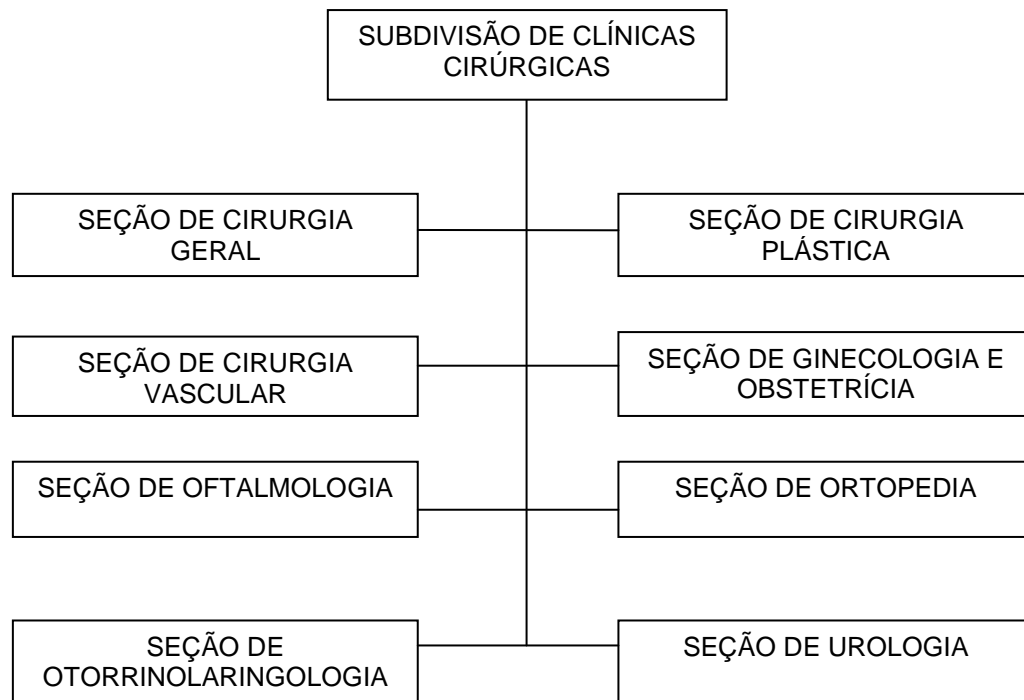 SUBDIVISÃO DE CLÍNICAS
CIRÚRGICAS
SEÇÃO DE CIRURGIA
GERAL
SEÇÃO DE CIRURGIA
PLÁSTICA
SEÇÃO DE CIRURGIA
VASCULAR
SEÇÃO DE GINECOLOGIA E
OBSTETRÍCIA
SEÇÃO DE OFTALMOLOGIA
SEÇÃO DE ORTOPEDIA
SEÇÃO DE
OTORRINOLARINGOLOGIA
SEÇÃO DE UROLOGIA